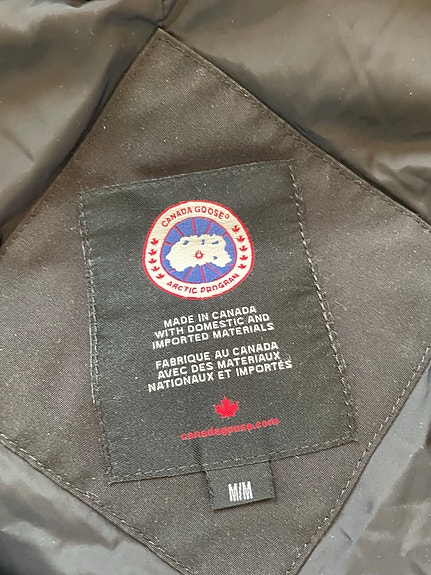 CANADA GOOSE®
ARCTIC PROGRAM
MADE IN CANADA
WITH DOMESTIC AND
IMPORTED MATERIALS
FABRIQUE AU CANADA
AVEC DES MATERIAUX
NATIONAUX ET IMPORTÉS
canadagoose.com
M/M